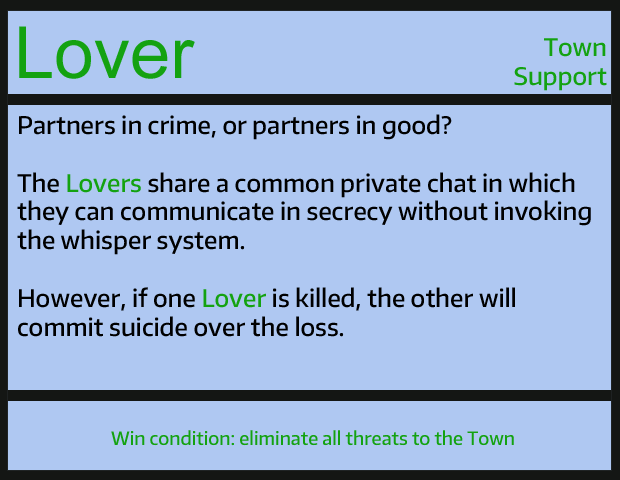 Lover
Town
Support
Partners in crime, or partners in good?
The Lovers share a common private chat in which
they can communicate in secrecy without invoking
the whisper system.
However, if one Lover is killed, the other will
commit suicide over the loss.
Win condition: eliminate all threats to the Town